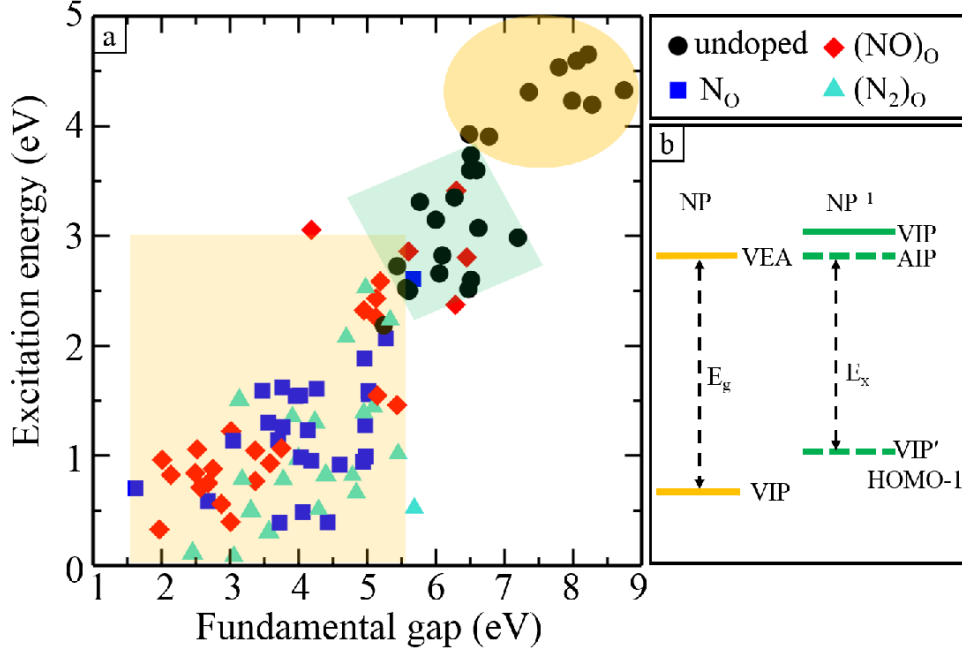 a
5
4
3
2
1
0
Excitation energy (eV)
1 2 3 4 5 6 7 8 9
Fundamental gap (eV)
undoped (NO)O
NO (N2)O
b
NP NP⁻¹
VIP
VEA AIP
Eg Ex
VIP'
VIP HOMO-1